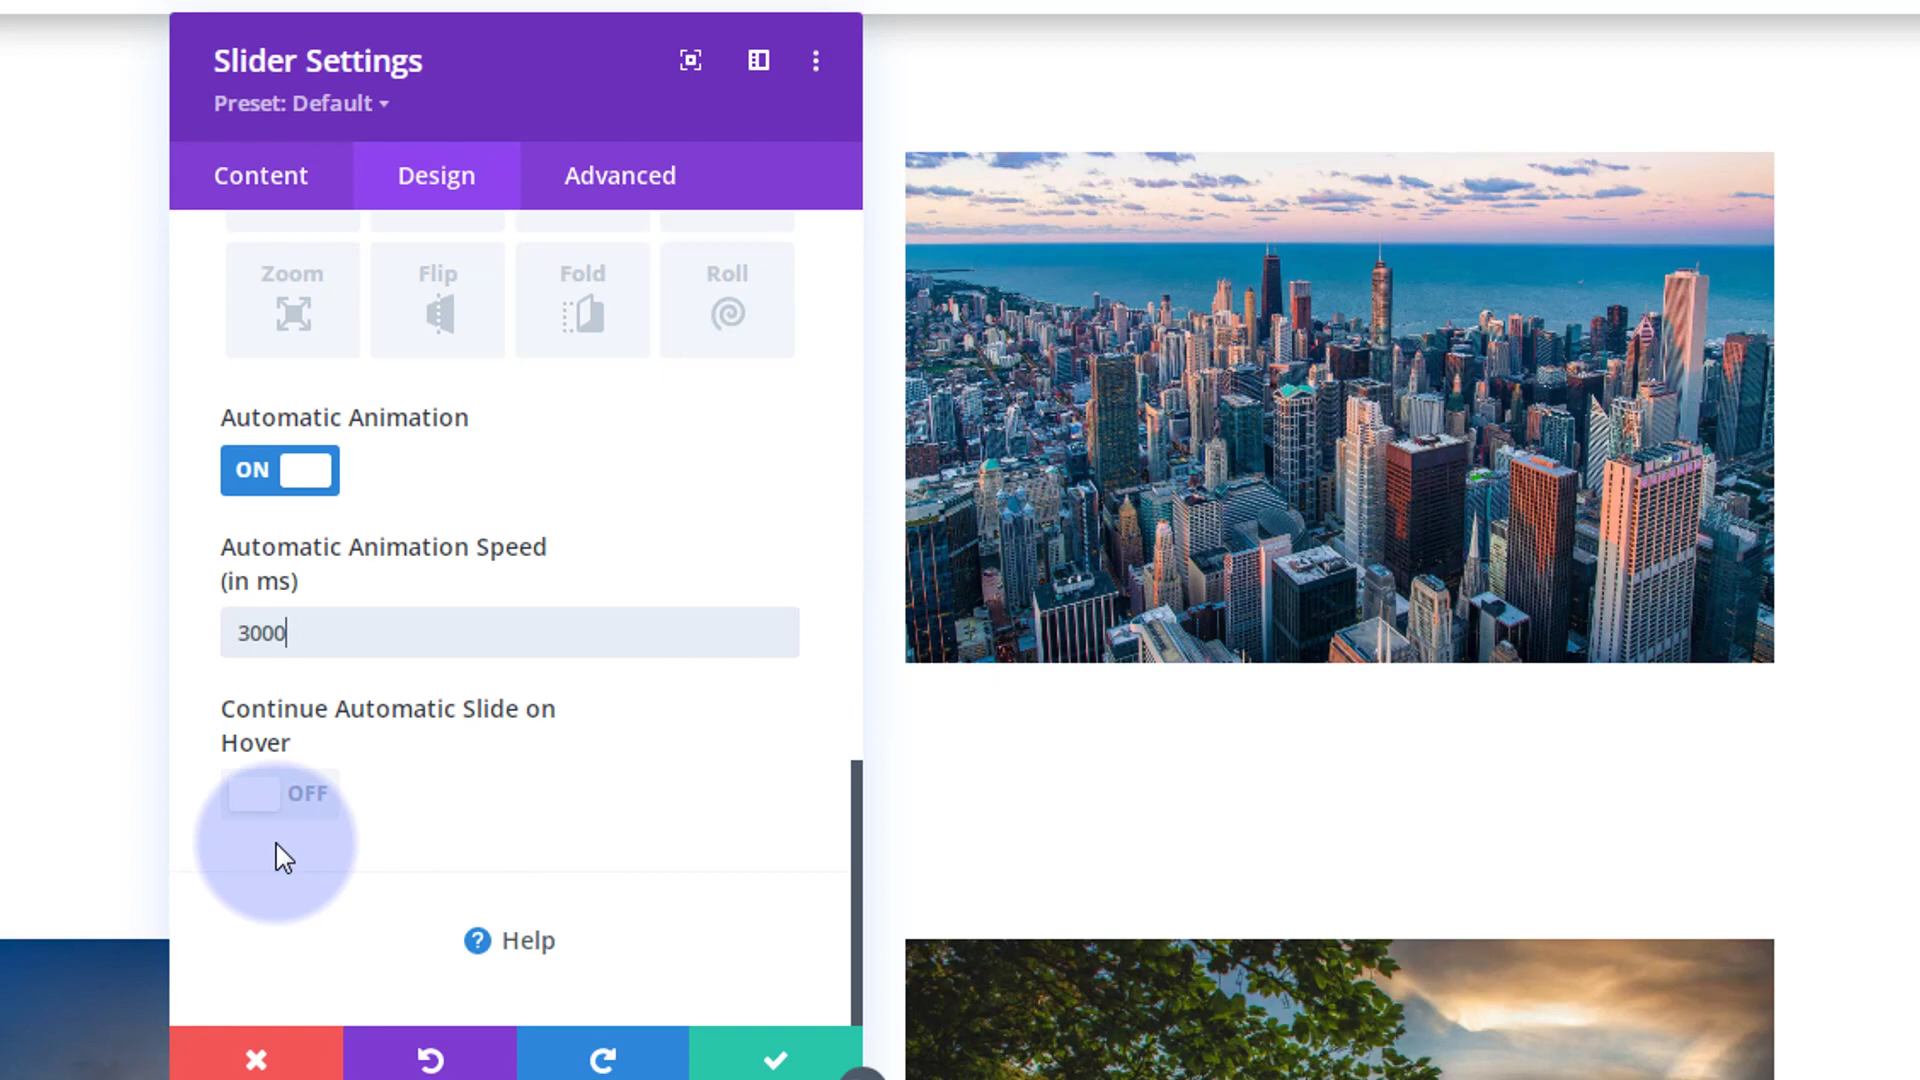 Slider Settings
Preset: Default
Content Design Advanced
Zoom Flip Fold Roll
Automatic Animation
ON
Automatic Animation Speed
(in ms)
3000
Continue Automatic Slide on
Hover
OFF
? Help